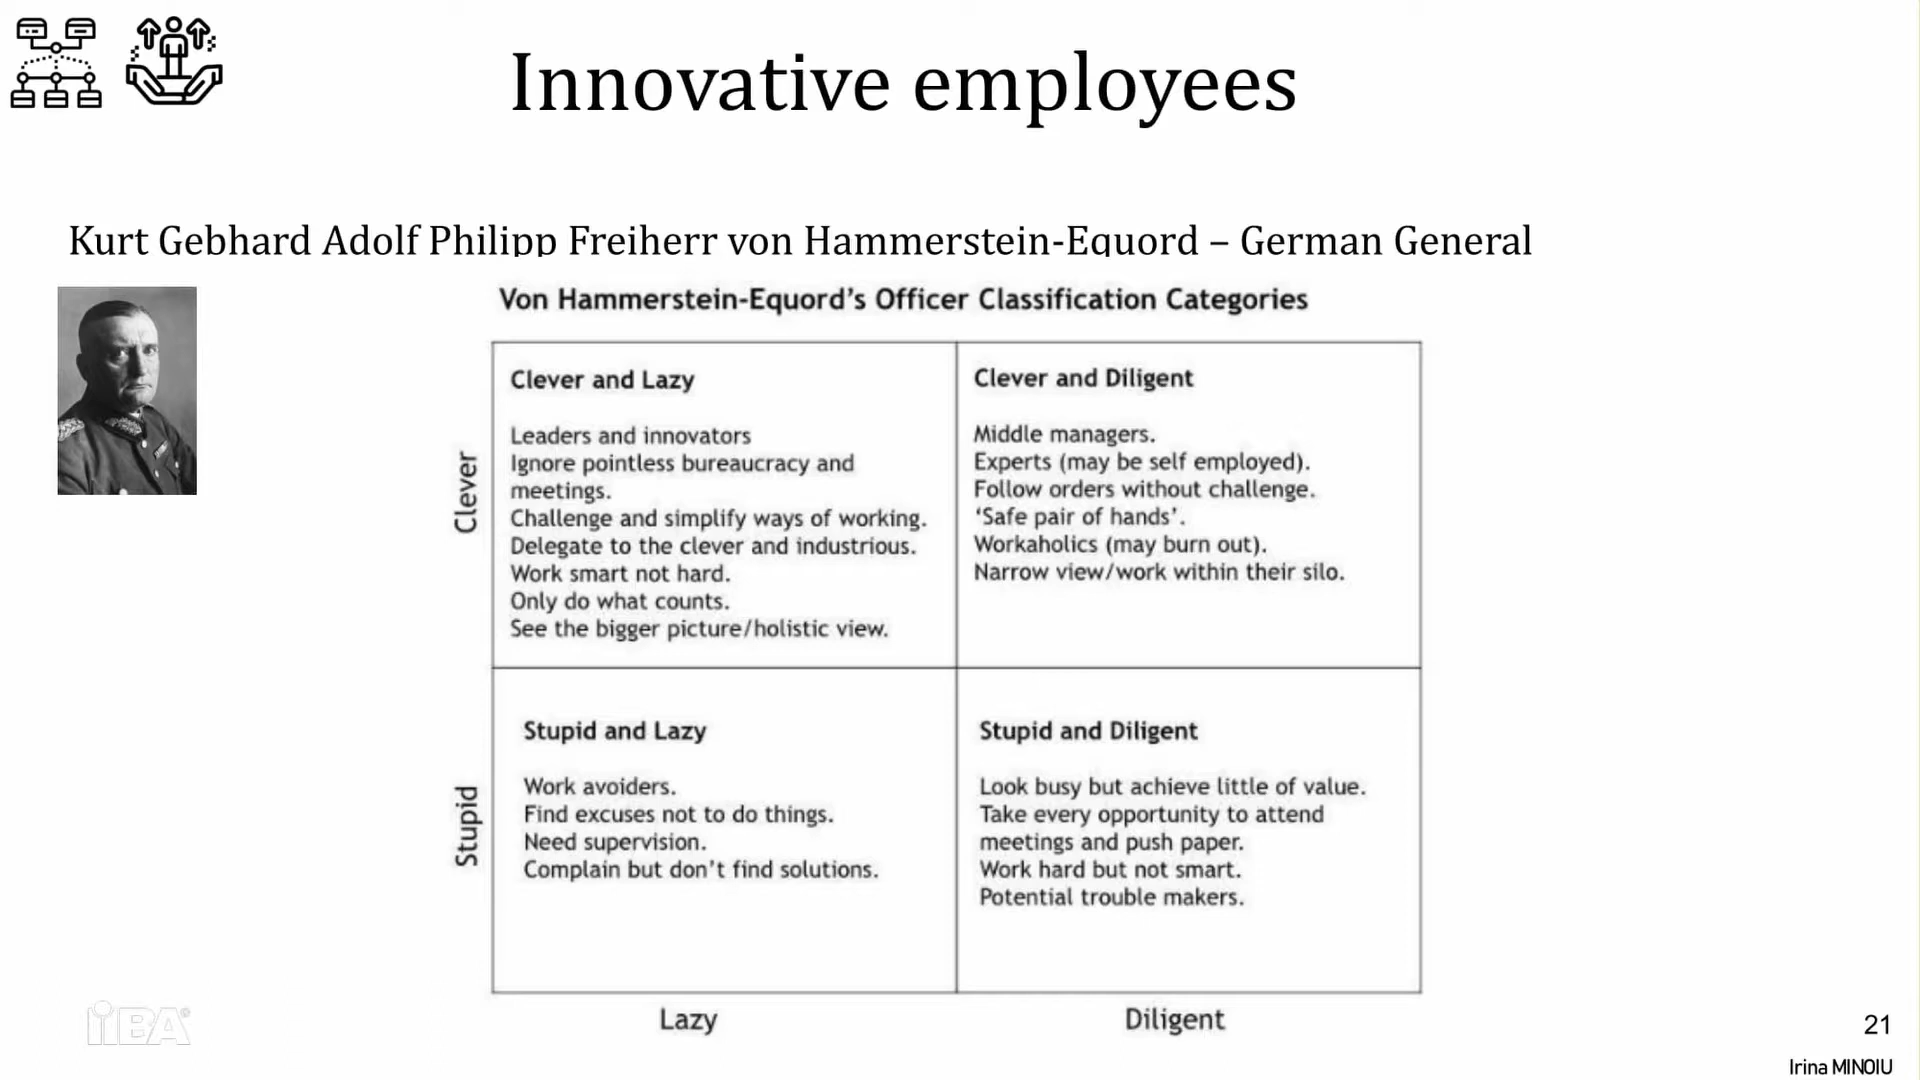 Innovative employees
Kurt Gebhard Adolf Philipp Freiherr von Hammerstein-Equord – German General
Von Hammerstein-Equord's Officer Classification Categories
Clever
Clever and Lazy
Leaders and innovators
Ignore pointless bureaucracy and
meetings.
Challenge and simplify ways of working.
Delegate to the clever and industrious.
Work smart not hard.
Only do what counts.
See the bigger picture/holistic view.
Clever and Diligent
Middle managers.
Experts (may be self employed).
Follow orders without challenge.
‘Safe pair of hands’.
Workaholics (may burn out).
Narrow view/work within their silo.
Stupid
Stupid and Lazy
Work avoiders.
Find excuses not to do things.
Need supervision.
Complain but don't find solutions.
Stupid and Diligent
Look busy but achieve little of value.
Take every opportunity to attend
meetings and push paper.
Work hard but not smart.
Potential trouble makers.
Lazy
Diligent
iiBA®
21
Irina MINOIU